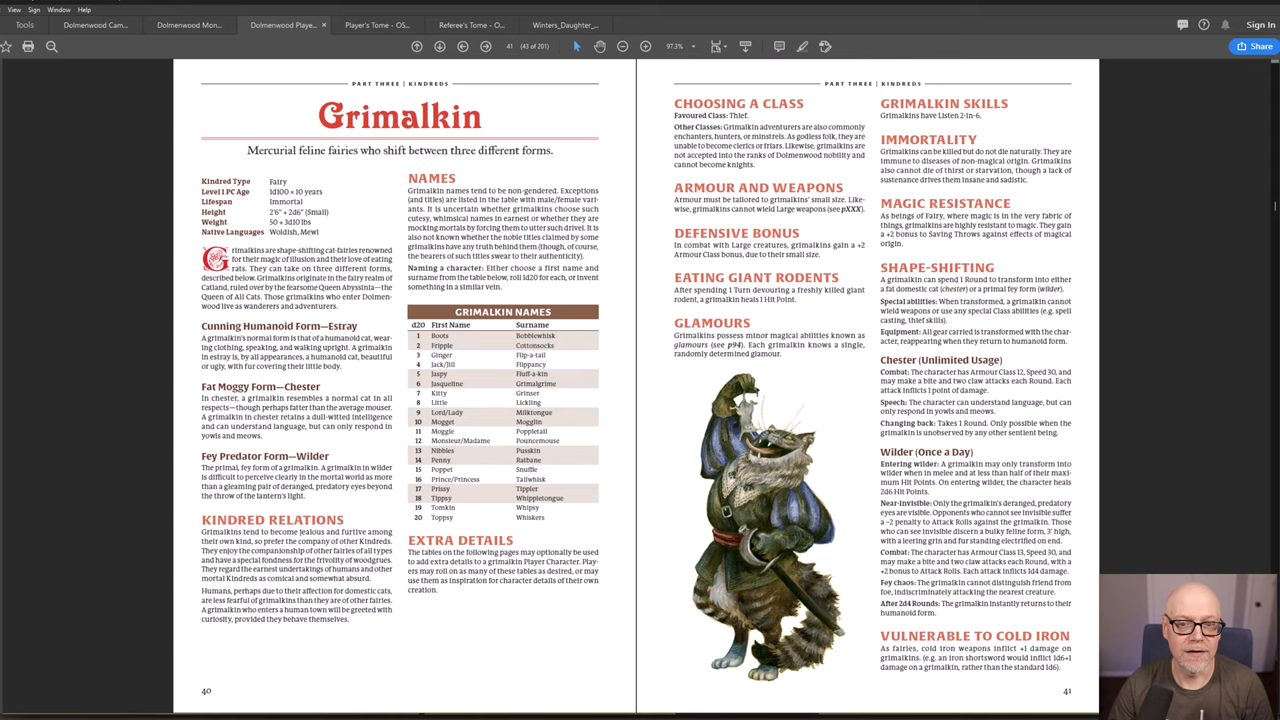 View Sign Window Help
Tools
Dolmenwood Cam...
Dolmenwood Mon...
Dolmenwood Playe... ×
Player's Tome - OS...
Referee's Tome - O...
Winters_Daughter_...
Sign In
41 (43 of 201)
97.3%
Share
PART THREE | KINDREDS
Grimalkin
Mercurial feline fairies who shift between three different forms.
Kindred Type Fairy
Level 1 PC Age 1d100 × 10 years
Lifespan Immortal
Height 2'6" + 2d6" (Small)
Weight 50 + 3d10 lbs
Native Languages Woldish, Mewl
Grimalkins are shape-shifting cat-fairies renowned
for their magic of illusion and their love of eating
rats. They can take on three different forms,
described below. Grimalkins originate in the fairy realm of
Catland, ruled by the fearsome Queen Abyssinia—the
Queen of All Cats. Those grimalkins who enter Dolmen-
wood live as wanderers and adventurers.
Cunning Humanoid Form—Estray
A grimalkin's normal form is that of a humanoid cat, wear-
ing clothing, speaking, and walking upright. A grimalkin
in estray is, by all appearances, a humanoid cat, beautiful
or ugly, with fur covering their little body.
Fat Moggy Form—Chester
In chester, a grimalkin resembles a normal cat in all
respects—though perhaps fatter than the average mouser.
A grimalkin in chester retains a dull-witted intelligence
and can understand language, but can only respond in
yowls and meows.
Fey Predator Form—Wilder
The primal, fey form of a grimalkin. A grimalkin in wilder
is difficult to perceive clearly in the mortal world as more
than a gleaming pair of deranged, predatory eyes beyond
the throw of the lantern's light.
KINDRED RELATIONS
Grimalkins tend to become jealous and furtive among
their own kind, so prefer the company of other Kindreds.
They enjoy the companionship of other fairies of all types
and have a special fondness for the frivolity of woodgrues.
They regard the earnest undertakings of humans and other
mortal Kindreds as comical and somewhat absurd.
Humans, perhaps due to their affection for domestic cats,
are less fearful of grimalkins than they are of other fairies.
A grimalkin who enters a human town will be greeted with
curiosity, provided they behave themselves.
40
NAMES
Grimalkin names tend to be non-gendered. Exceptions
(and titles) are listed in the table with male/female vari-
ants. It is uncertain whether grimalkins choose such
cutesy, whimsical names in earnest or whether they are
mocking mortals by forcing them to utter such drivel. It is
also not known whether the noble titles claimed by some
grimalkins have any truth behind them (though, of course,
the bearers of such titles swear to their authenticity).
Naming a character: Either choose a first name and
surname from the table below, roll 1d20 for each, or invent
something in a similar vein.
GRIMALKIN NAMES
d20 First Name Surname
1 Boots Bobblewhisk
2 Fripple Cottonsocks
3 Ginger Flip-a-tail
4 Jack/Jill Flippancy
5 Jaspy Fluff-a-kin
6 Jasqueline Grimalgrime
7 Kitty Grinser
8 Little Lickling
9 Lord/Lady Milktongue
10 Mogget Mogglin
11 Moggle Poppletail
12 Monsieur/Madame Pouncemouse
13 Nibbles Pusskin
14 Penny Ratbane
15 Poppet Snuffle
16 Prince/Princess Tailwhisk
17 Prissy Tippler
18 Tippsy Whippletongue
19 Tomkin Whipsy
20 Toppsy Whiskers
EXTRA DETAILS
The tables on the following pages may optionally be used
to add extra details to a grimalkin Player Character. Play-
ers may roll on as many of these tables as desired, or may
use them as inspiration for character details of their own
creation.
PART THREE | KINDREDS
CHOOSING A CLASS
Favoured Class: Thief.
Other Classes: Grimalkin adventurers are also commonly
enchanters, hunters, or minstrels. As godless folk, they are
unable to become clerics or friars. Likewise, grimalkins are
not accepted into the ranks of Dolmenwood nobility and
cannot become knights.
ARMOUR AND WEAPONS
Armour must be tailored to grimalkins' small size. Like-
wise, grimalkins cannot wield Large weapons (see pXXX).
DEFENSIVE BONUS
In combat with Large creatures, grimalkins gain a +2
Armour Class bonus, due to their small size.
EATING GIANT RODENTS
After spending 1 Turn devouring a freshly killed giant
rodent, a grimalkin heals 1 Hit Point.
GLAMOURS
Grimalkins possess minor magical abilities known as
glamours (see p94). Each grimalkin knows a single,
randomly determined glamour.
GRIMALKIN SKILLS
Grimalkins have Listen 2-in-6.
IMMORTALITY
Grimalkins can be killed but do not die naturally. They are
immune to diseases of non-magical origin. Grimalkins
also cannot die of thirst or starvation, though a lack of
sustenance drives them insane and sadistic.
MAGIC RESISTANCE
As beings of Fairy, where magic is in the very fabric of
things, grimalkins are highly resistant to magic. They gain
a +2 bonus to Saving Throws against effects of magical
origin.
SHAPE-SHIFTING
A grimalkin can spend 1 Round to transform into either
a fat domestic cat (chester) or a primal fey form (wilder).
Special abilities: When transformed, a grimalkin cannot
wield weapons or use any special Class abilities (e.g. spell
casting, thief skills).
Equipment: All gear carried is transformed with the char-
acter, reappearing when they return to humanoid form.
Chester (Unlimited Usage)
Combat: The character has Armour Class 12, Speed 30, and
may make a bite and two claw attacks each Round. Each
attack inflicts 1 point of damage.
Speech: The character can understand language, but can
only respond in yowls and meows.
Changing back: Takes 1 Round. Only possible when the
grimalkin is unobserved by any other sentient being.
Wilder (Once a Day)
Entering wilder: A grimalkin may only transform into
wilder when in melee and at less than half of their maxi-
mum Hit Points. On entering wilder, the character heals
2d6 Hit Points.
Near-invisible: Only the grimalkin's deranged, predatory
eyes are visible. Opponents who cannot see invisible suffer
a –2 penalty to Attack Rolls against the grimalkin. Those
who can see invisible discern a bulky feline form, 3' high,
with a leering grin and fur standing electrified on end.
Combat: The character has Armour Class 13, Speed 30, and
may make a bite and two claw attacks each Round, with a
+2 bonus to Attack Rolls. Each attack inflicts 1d4 damage.
Fey chaos: The grimalkin cannot distinguish friend from
foe, indiscriminately attacking the nearest creature.
After 2d4 Rounds: The grimalkin instantly returns to their
humanoid form.
VULNERABLE TO COLD IRON
As fairies, cold iron weapons inflict +1 damage on
grimalkins. (e.g. an iron shortsword would inflict 1d6+1
damage on a grimalkin, rather than the standard 1d6).
41